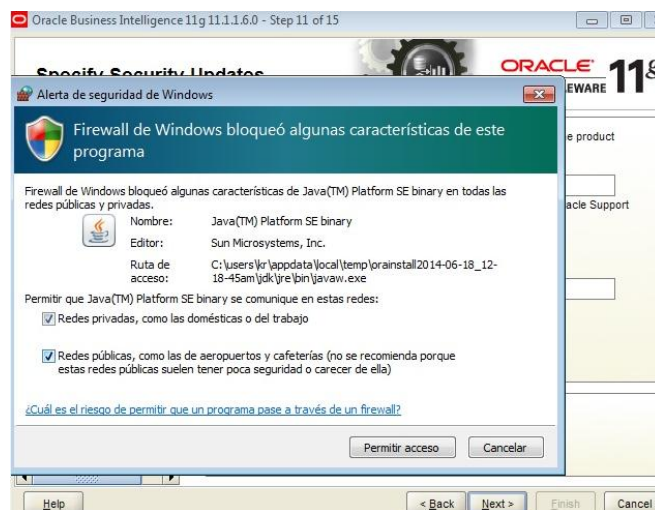 Oracle Business Intelligence 11g 11.1.1.6.0 - Step 11 of 15
Specify Security Updates
ORACLE
EWARE 11g
Alerta de seguridad de Windows
Firewall de Windows bloqueó algunas características de este
programa
Firewall de Windows bloqueó algunas características de Java(TM) Platform SE binary en todas las
redes públicas y privadas.
Nombre: Java(TM) Platform SE binary
Editor: Sun Microsystems, Inc.
Ruta de C:\users\kr\appdata\local\temp\orainstall2014-06-18_12-
acceso: 18-45am\jdk\jre\bin\javaw.exe
Permitir que Java(TM) Platform SE binary se comunique en estas redes:
Redes privadas, como las domésticas o del trabajo
Redes públicas, como las de aeropuertos y cafeterías (no se recomienda porque
estas redes públicas suelen tener poca seguridad o carecer de ella)
¿Cuál es el riesgo de permitir que un programa pase a través de un firewall?
Permitir acceso Cancelar
e product
acle Support
Help < Back Next > Finish Cancel